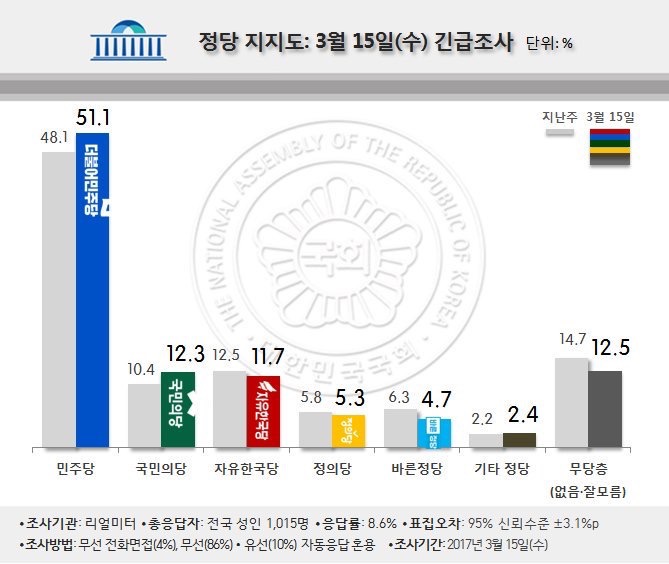 정당 지지도: 3월 15일(수) 긴급조사 단위: %
지난주 3월 15일
48.1 51.1
더불어민주당
10.4 12.3
국민의당
12.5 11.7
자유한국당
5.8 5.3
정의당
6.3 4.7
바른정당
2.2 2.4
14.7 12.5
THE NATIONAL ASSEMBLY OF THE REPUBLIC OF KOREA
국회
대한민국국회
민주당 국민의당 자유한국당 정의당 바른정당 기타 정당 무당층
(없음·잘모름)
•조사기관: 리얼미터 •총응답자: 전국 성인 1,015명 •응답률: 8.6% •표집오차: 95% 신뢰수준 ±3.1%p
•조사방법: 무선 전화면접(4%), 무선(86%)• 유선(10%) 자동응답 혼용 •조사기간: 2017년 3월 15일(수)